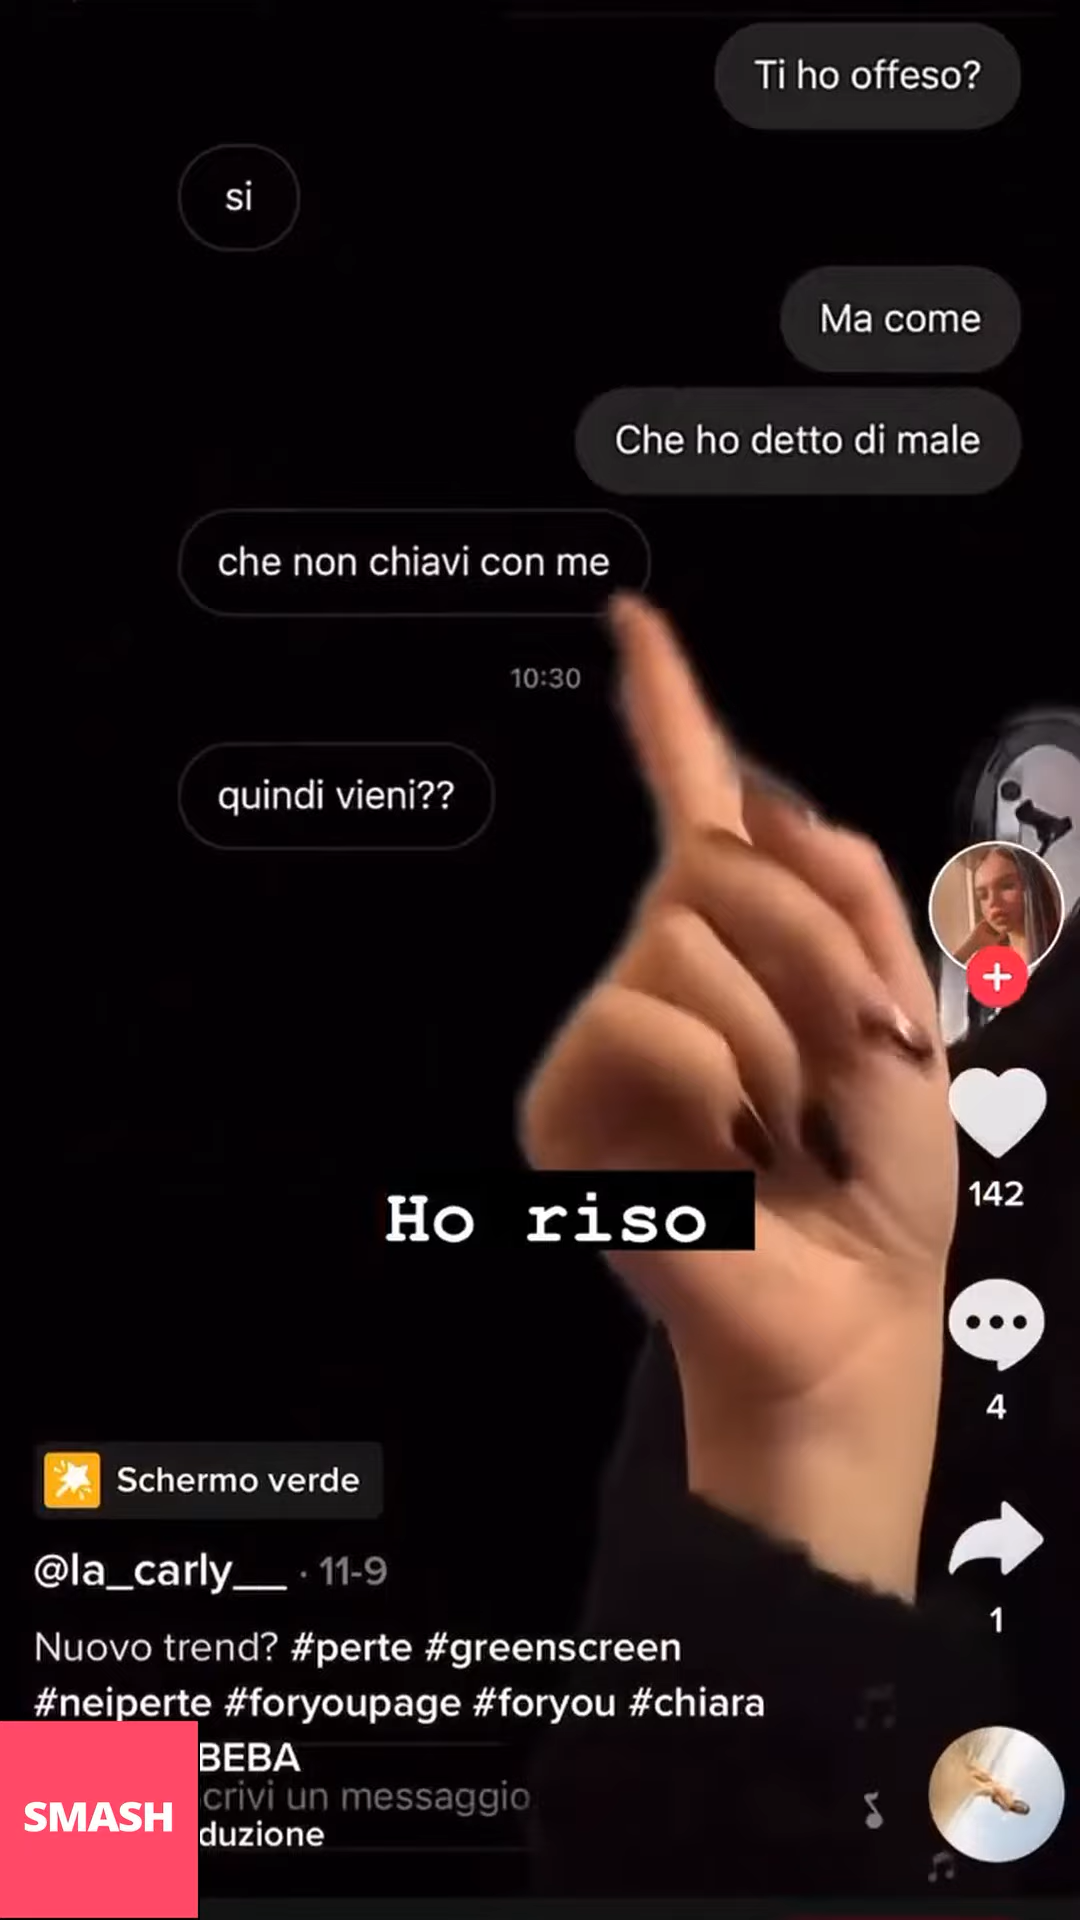 Ti ho offeso?
si
Ma come
Che ho detto di male
che non chiavi con me
10:30
quindi vieni??
Ho riso
142
4
1
Schermo verde
@la_carly__ · 11-9
Nuovo trend? #perte #greenscreen
#neiperte #foryoupage #foryou #chiara
BEBA
crivi un messaggio
duzione
SMASH